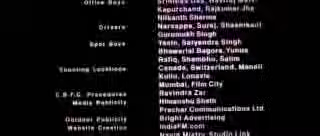 Office Boys
Kapurchand, Rajkumar Jha
Nilkanth Sharma
Drivers
Narsappa, Suraj, Shashikant
Gurumukh Singh
Spot Boys
Yasin, Satyendra Singh
Bhawarlal Bagora, Yunus
Rafiq, Shambhu, Salim
Shooting Locations
Canada, Switzerland, Mandi
Kullu, Lonavla
Mumbai, Film City
C.B.F.C. Procedures
Ravindra Zar
Media Publicity
Himanshu Sheth
Prachar Communications Ltd
Outdoor Publicity
Bright Advertising
Website Creation
IndiaFM.com